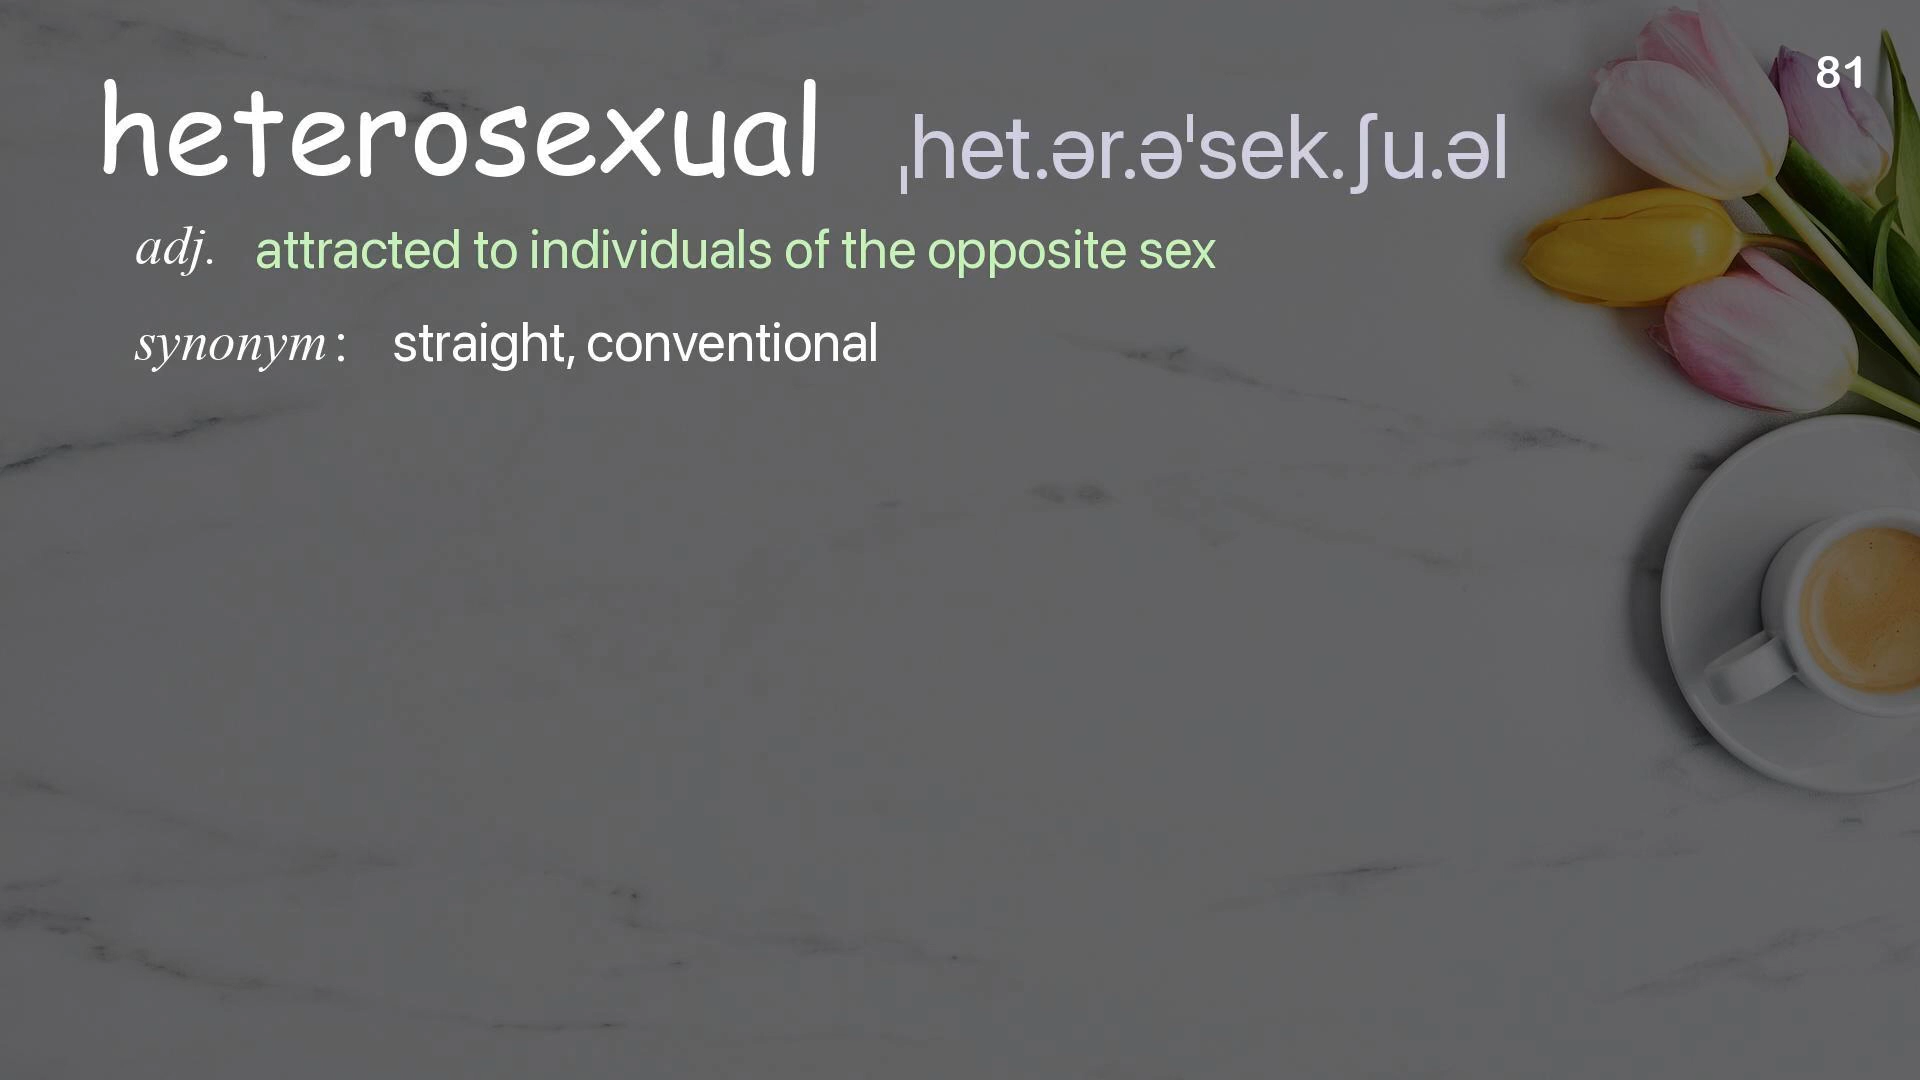 81
heterosexual ˌhet.ər.əˈsek.ʃu.əl
adj. attracted to individuals of the opposite sex
synonym : straight, conventional